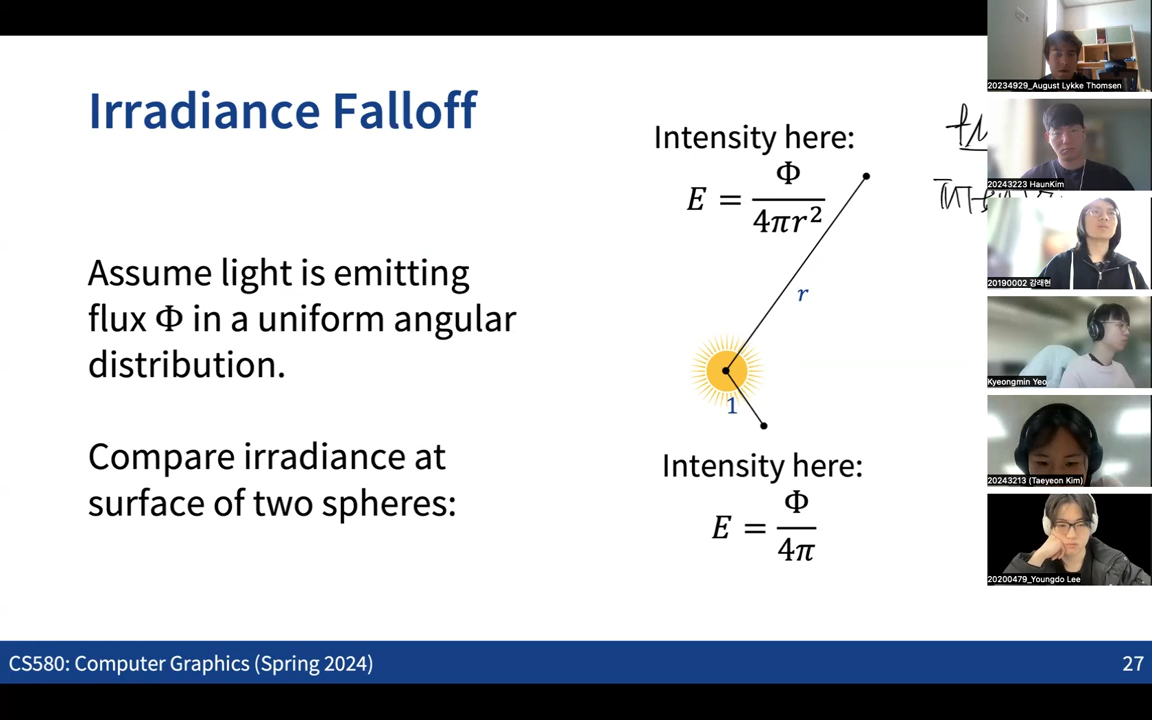 Irradiance Falloff
Assume light is emitting
flux Φ in a uniform angular
distribution.
Compare irradiance at
surface of two spheres:
Intensity here:
E = Φ / 4πr²
r
1
Intensity here:
E = Φ / 4π
CS580: Computer Graphics (Spring 2024)
27
20234929_August Lykke Thomsen
20243223 HaunKim
20190002 강래현
Kyeongmin Yeo
20243213 (Taeyeon Kim)
20200479_Youngdo Lee